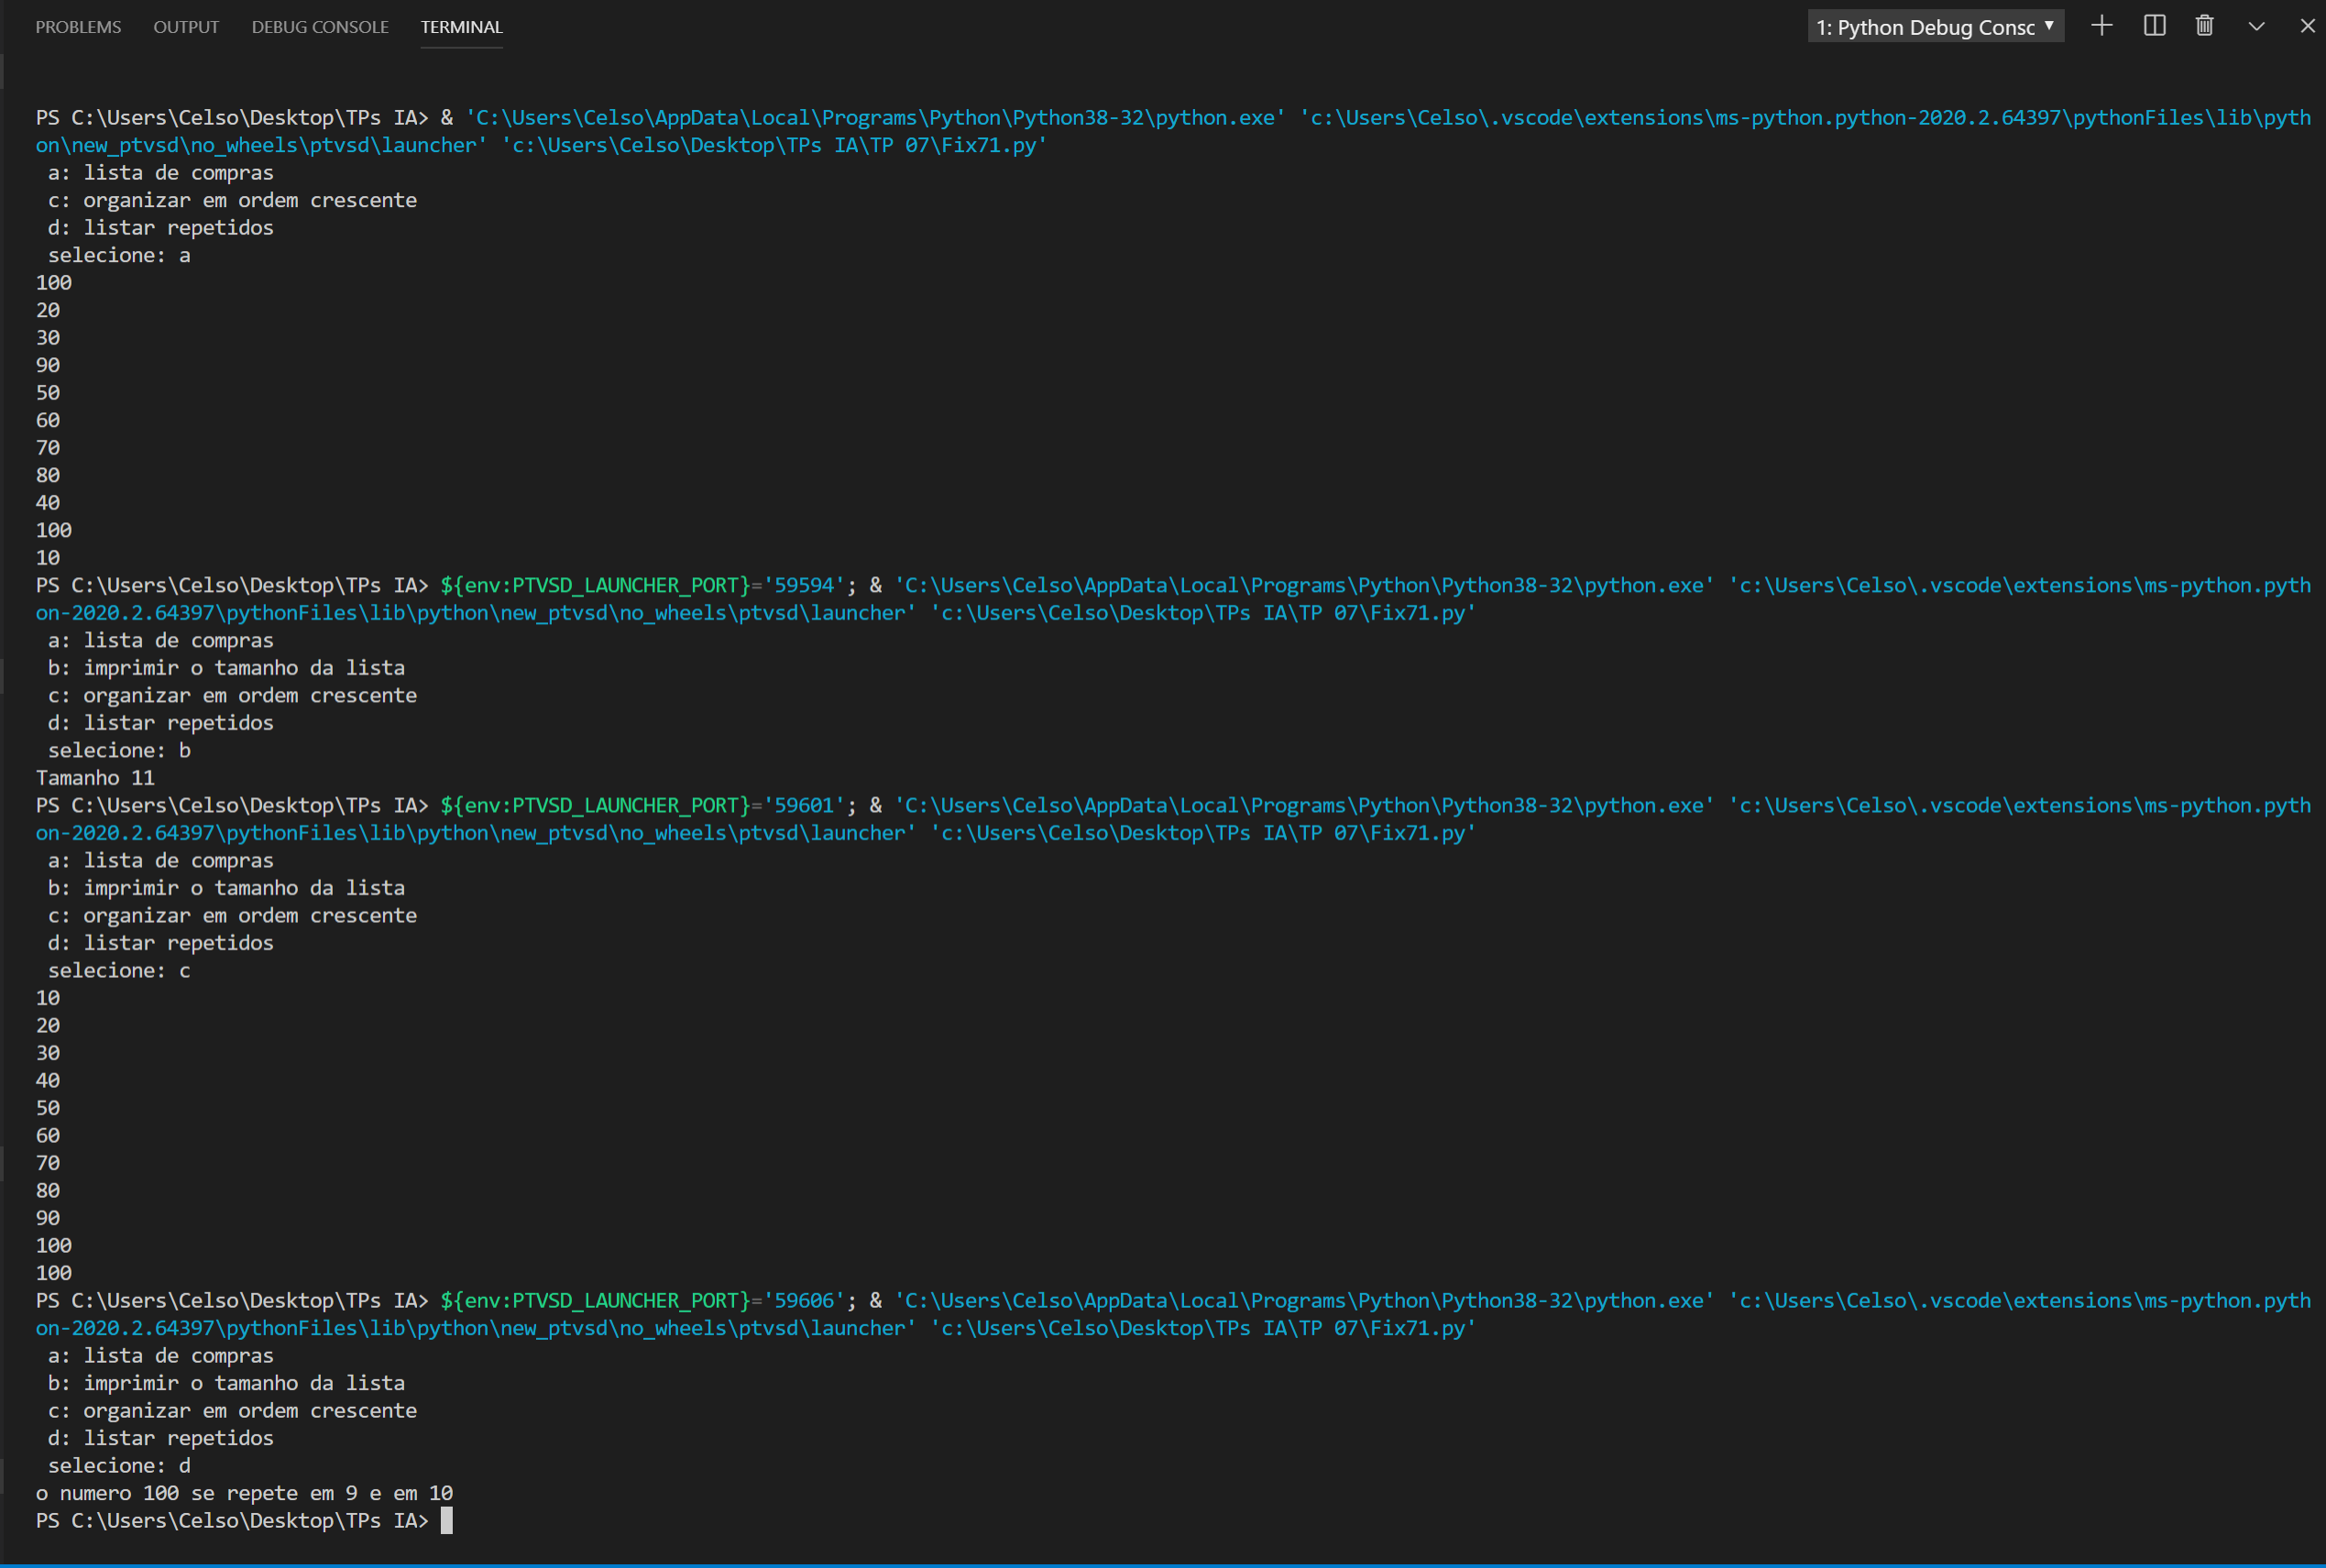 PROBLEMS OUTPUT DEBUG CONSOLE TERMINAL 1: Python Debug Consc
PS C:\Users\Celso\Desktop\TPs IA> & 'C:\Users\Celso\AppData\Local\Programs\Python\Python38-32\python.exe' 'c:\Users\Celso\.vscode\extensions\ms-python.python-2020.2.64397\pythonFiles\lib\pyth
on\new_ptvsd\no_wheels\ptvsd\launcher' 'c:\Users\Celso\Desktop\TPs IA\TP 07\Fix71.py'
a: lista de compras
c: organizar em ordem crescente
d: listar repetidos
selecione: a
100
20
30
90
50
60
70
80
40
100
10
PS C:\Users\Celso\Desktop\TPs IA> ${env:PTVSD_LAUNCHER_PORT}='59594'; & 'C:\Users\Celso\AppData\Local\Programs\Python\Python38-32\python.exe' 'c:\Users\Celso\.vscode\extensions\ms-python.pyth
on-2020.2.64397\pythonFiles\lib\python\new_ptvsd\no_wheels\ptvsd\launcher' 'c:\Users\Celso\Desktop\TPs IA\TP 07\Fix71.py'
a: lista de compras
b: imprimir o tamanho da lista
c: organizar em ordem crescente
d: listar repetidos
selecione: b
Tamanho 11
PS C:\Users\Celso\Desktop\TPs IA> ${env:PTVSD_LAUNCHER_PORT}='59601'; & 'C:\Users\Celso\AppData\Local\Programs\Python\Python38-32\python.exe' 'c:\Users\Celso\.vscode\extensions\ms-python.pyth
on-2020.2.64397\pythonFiles\lib\python\new_ptvsd\no_wheels\ptvsd\launcher' 'c:\Users\Celso\Desktop\TPs IA\TP 07\Fix71.py'
a: lista de compras
b: imprimir o tamanho da lista
c: organizar em ordem crescente
d: listar repetidos
selecione: c
10
20
30
40
50
60
70
80
90
100
100
PS C:\Users\Celso\Desktop\TPs IA> ${env:PTVSD_LAUNCHER_PORT}='59606'; & 'C:\Users\Celso\AppData\Local\Programs\Python\Python38-32\python.exe' 'c:\Users\Celso\.vscode\extensions\ms-python.pyth
on-2020.2.64397\pythonFiles\lib\python\new_ptvsd\no_wheels\ptvsd\launcher' 'c:\Users\Celso\Desktop\TPs IA\TP 07\Fix71.py'
a: lista de compras
b: imprimir o tamanho da lista
c: organizar em ordem crescente
d: listar repetidos
selecione: d
o numero 100 se repete em 9 e em 10
PS C:\Users\Celso\Desktop\TPs IA>